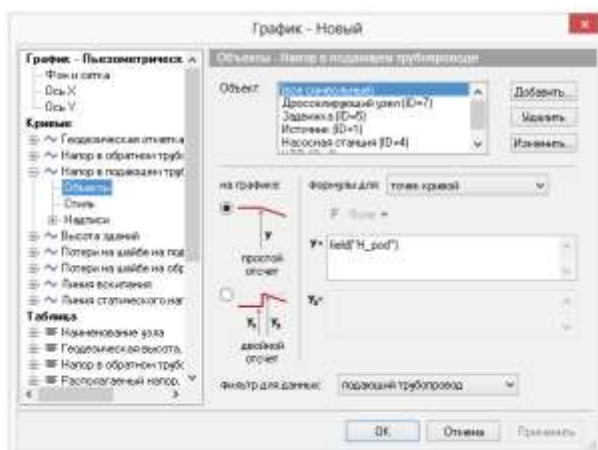 График - Новый
График - Пьезометрическ
Фон и сетка
Ось X
Ось Y
Кривые
Геодезическая отметка
Напор в обратном трубо
Напор в подающем труб
Объекты
Стиль
Надписи
Высота зданий
Потери на шайбе на под
Потери на шайбе на обр
Линия вскипания
Линия статического нап
Таблица
Наименование узла
Геодезическая высота,
Напор в обратном трубо
Располагаемый напор,
Объекты - Напор в подающем трубопроводе
Объект:
(все символьные)
Дросселирующий узел (ID=7)
Задвижка (ID=5)
Источник (ID=1)
Насосная станция (ID=4)
Добавить...
Удалить
Изменить...
на графике:
формулы для:
точек кривой
Поле
y
простой
отсчет
y=
field("H_pod")
двойной
отсчет
Фильтр для данных:
подающий трубопровод
OK
Отмена
Применить